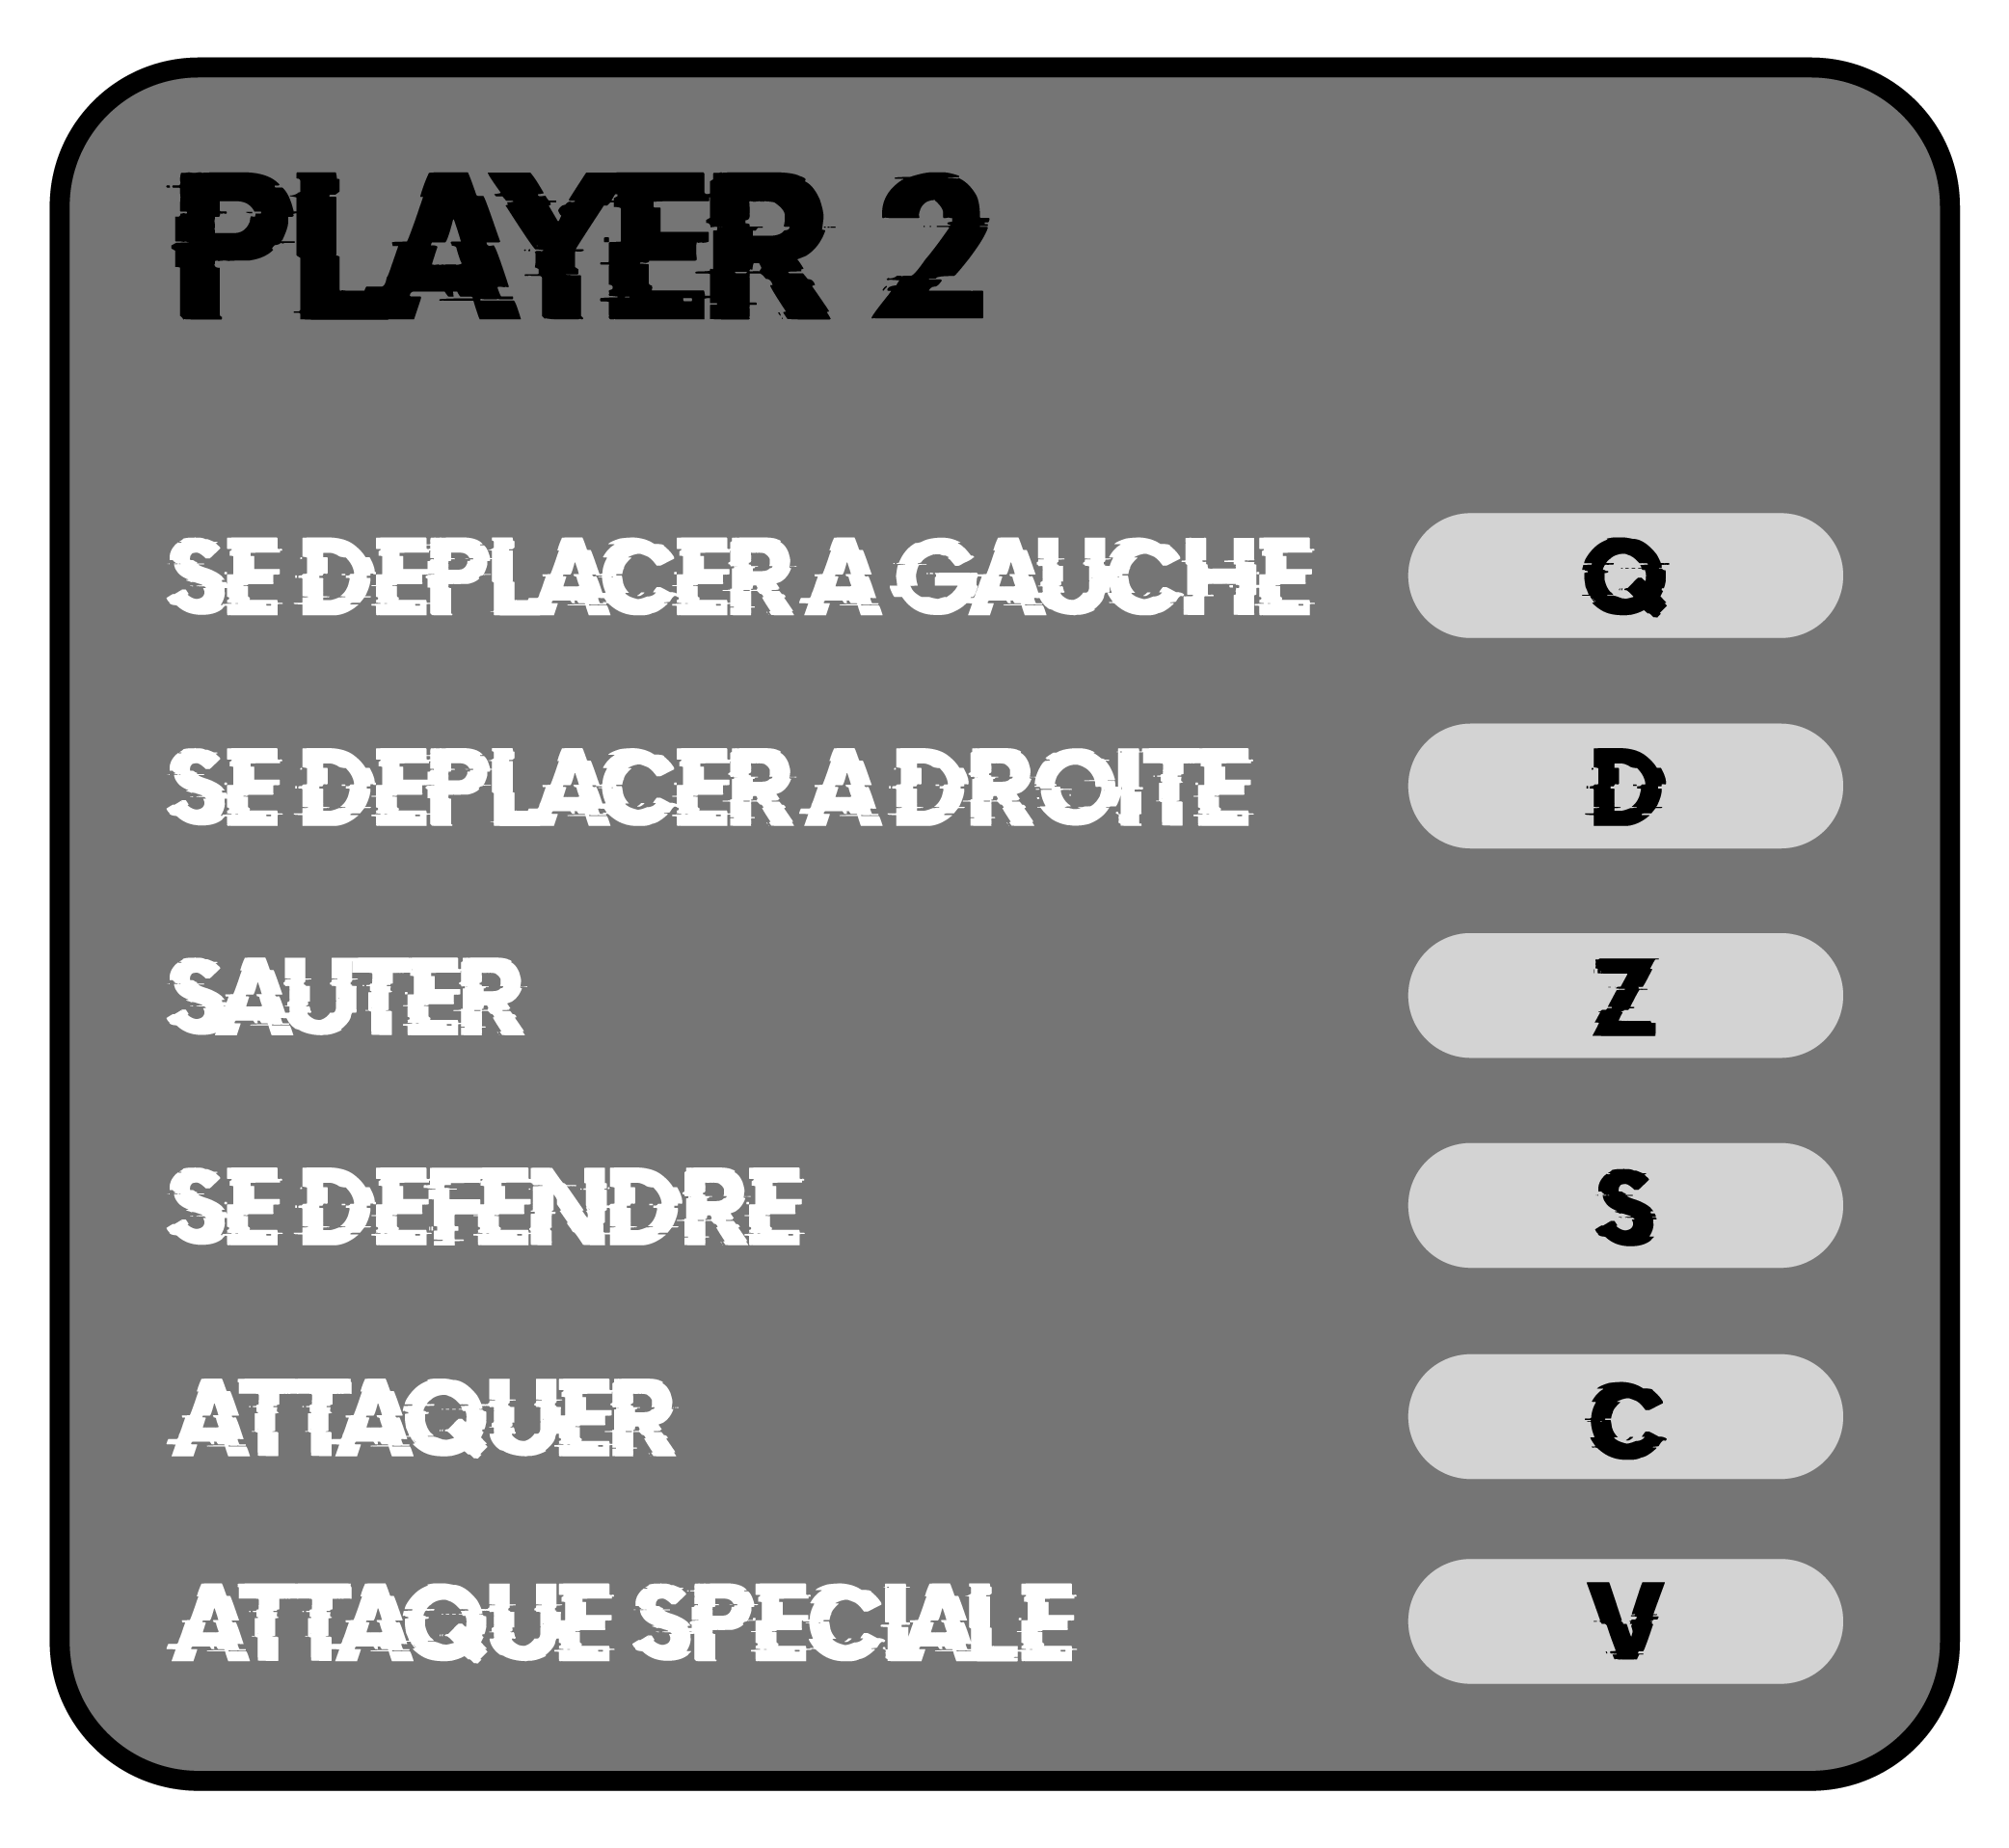 PLAYER 2
SE DEPLACER A GAUCHE Q
SE DEPLACER A DROITE D
SAUTER Z
SE DEFENDRE S
ATTAQUER C
ATTAQUE SPECIALE V